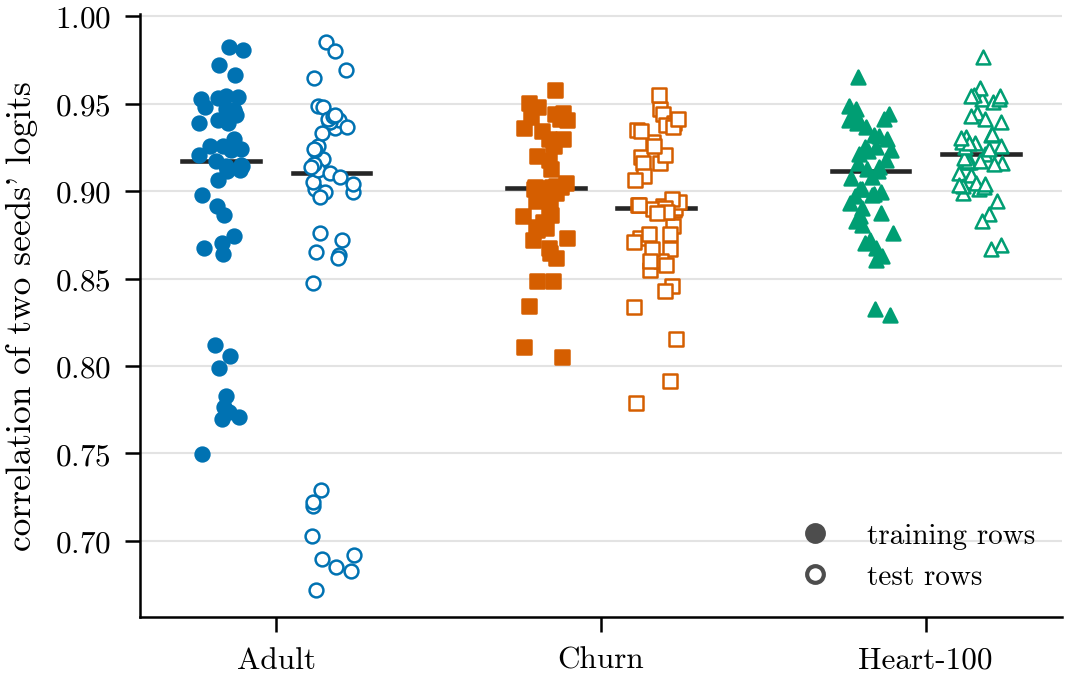 correlation of two seeds’ logits
1.00
0.95
0.90
0.85
0.80
0.75
0.70
training rows
test rows
Adult
Churn
Heart-100